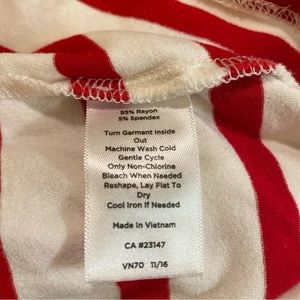 95% Rayon
5% Spandex
Turn Garment Inside
Out
Machine Wash Cold
Gentle Cycle
Only Non-Chlorine
Bleach When Needed
Reshape, Lay Flat To
Dry
Cool Iron if Needed
Made in Vietnam
CA #23147
VN70 11/16